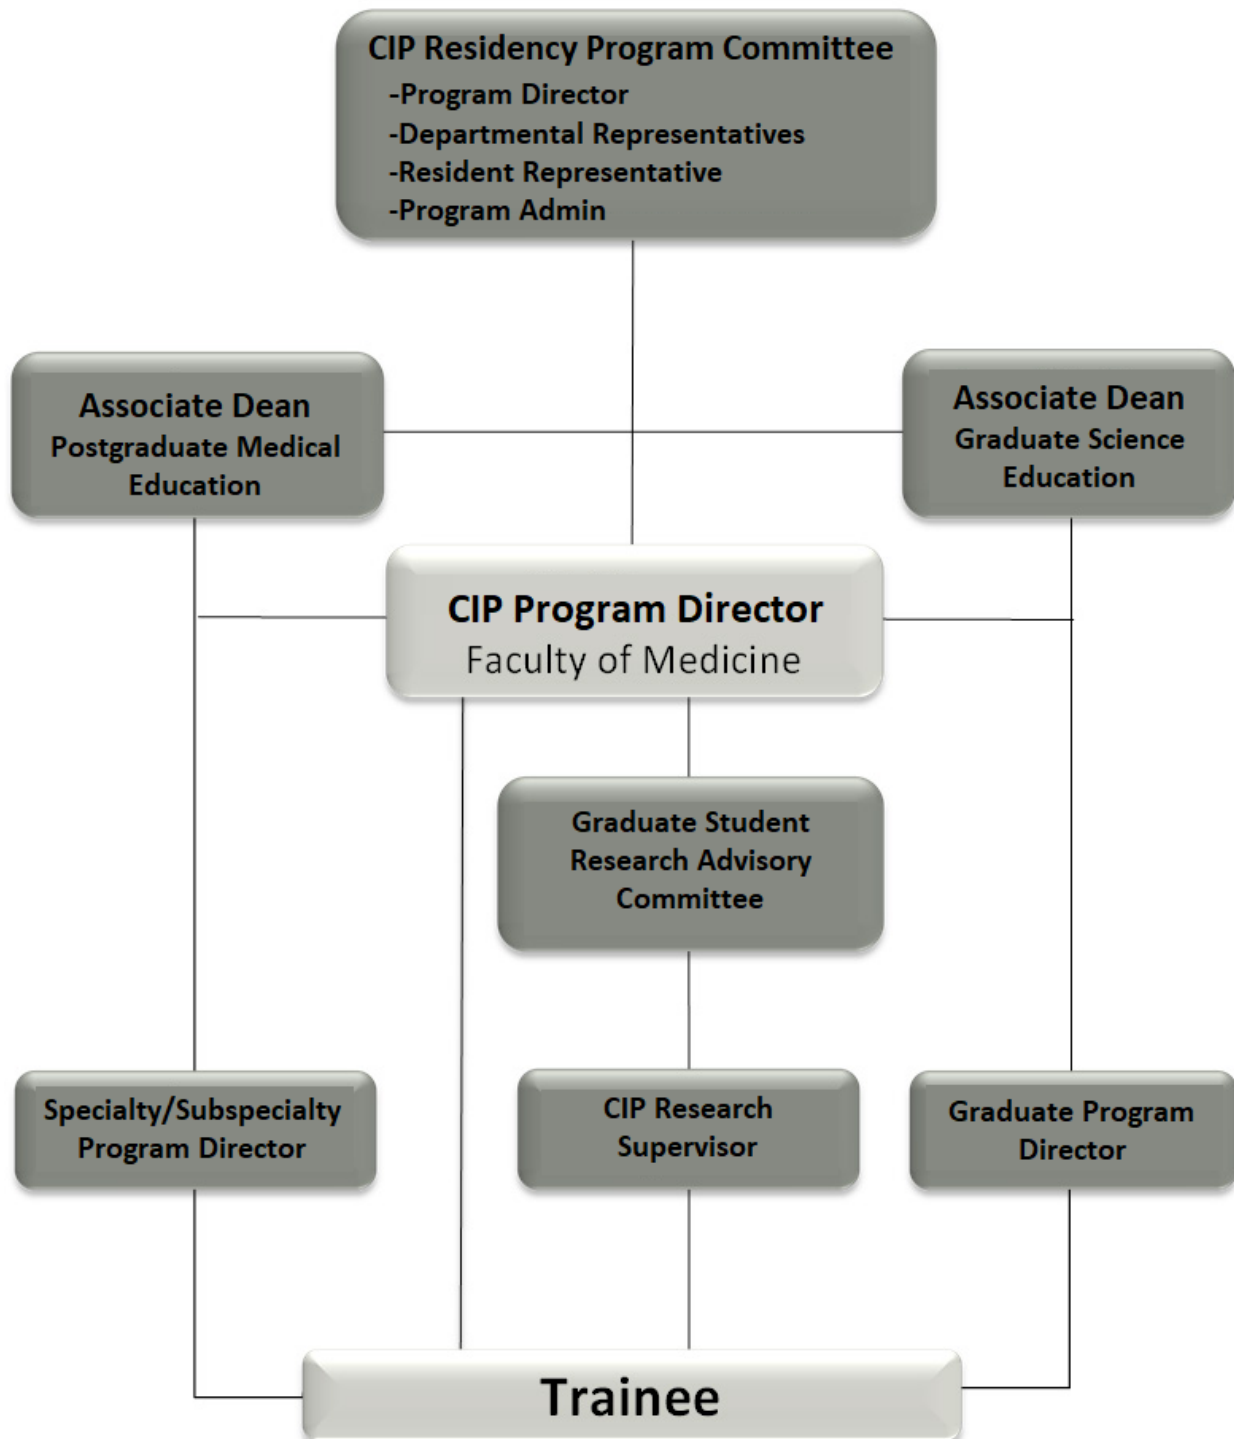 CIP Residency Program Committee
-Program Director
-Departmental Representatives
-Resident Representative
-Program Admin
Associate Dean
Postgraduate Medical
Education
Associate Dean
Graduate Science
Education
CIP Program Director
Faculty of Medicine
Graduate Student
Research Advisory
Committee
Specialty/Subspecialty
Program Director
CIP Research
Supervisor
Graduate Program
Director
Trainee